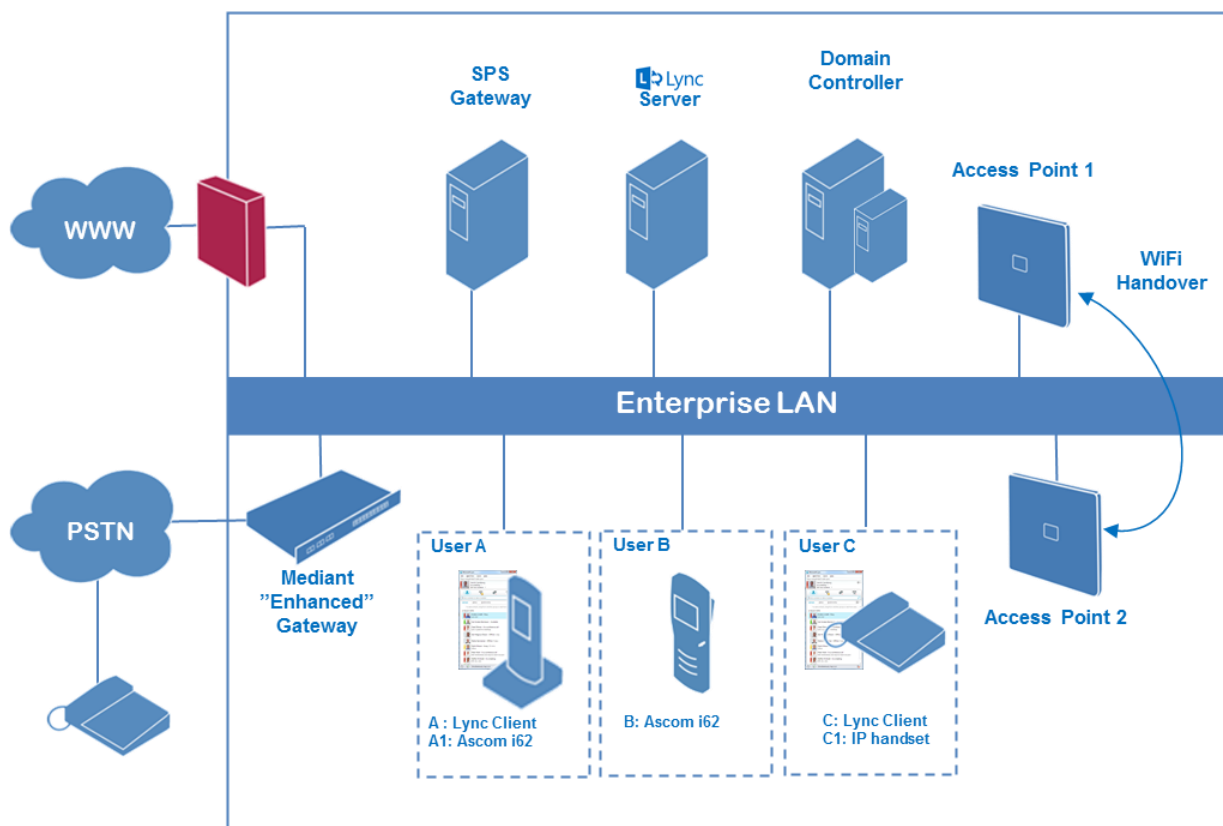 SPS
Gateway
Lync
Server
Domain
Controller
Access Point 1
WWW
WiFi
Handover
Enterprise LAN
PSTN
Mediant
”Enhanced”
Gateway
User A
User B
User C
A : Lync Client
A1: Ascom i62
B: Ascom i62
C: Lync Client
C1: IP handset
Access Point 2